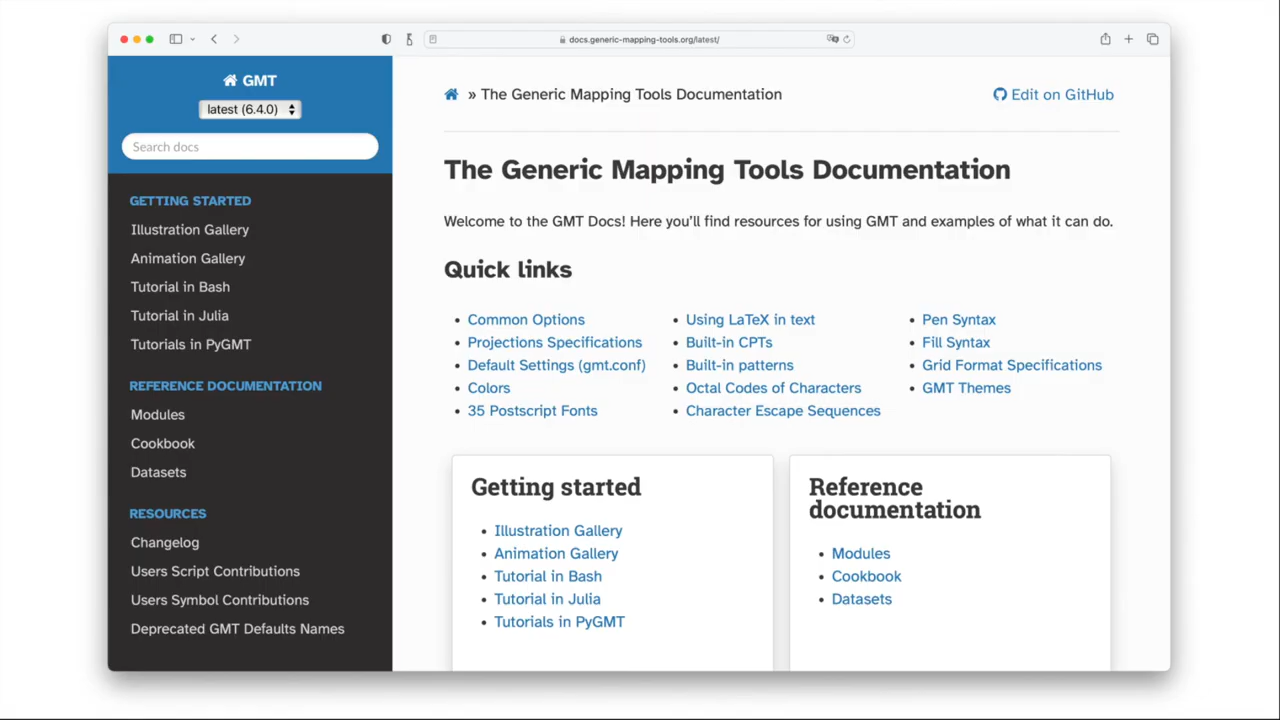 docs.generic-mapping-tools.org/latest/
GMT
latest (6.4.0)
Search docs
GETTING STARTED
Illustration Gallery
Animation Gallery
Tutorial in Bash
Tutorial in Julia
Tutorials in PyGMT
REFERENCE DOCUMENTATION
Modules
Cookbook
Datasets
RESOURCES
Changelog
Users Script Contributions
Users Symbol Contributions
Deprecated GMT Defaults Names
» The Generic Mapping Tools Documentation
Edit on GitHub
The Generic Mapping Tools Documentation
Welcome to the GMT Docs! Here you’ll find resources for using GMT and examples of what it can do.
Quick links
• Common Options
• Projections Specifications
• Default Settings (gmt.conf)
• Colors
• 35 Postscript Fonts
• Using LaTeX in text
• Built-in CPTs
• Built-in patterns
• Octal Codes of Characters
• Character Escape Sequences
• Pen Syntax
• Fill Syntax
• Grid Format Specifications
• GMT Themes
Getting started
• Illustration Gallery
• Animation Gallery
• Tutorial in Bash
• Tutorial in Julia
• Tutorials in PyGMT
Reference
documentation
• Modules
• Cookbook
• Datasets